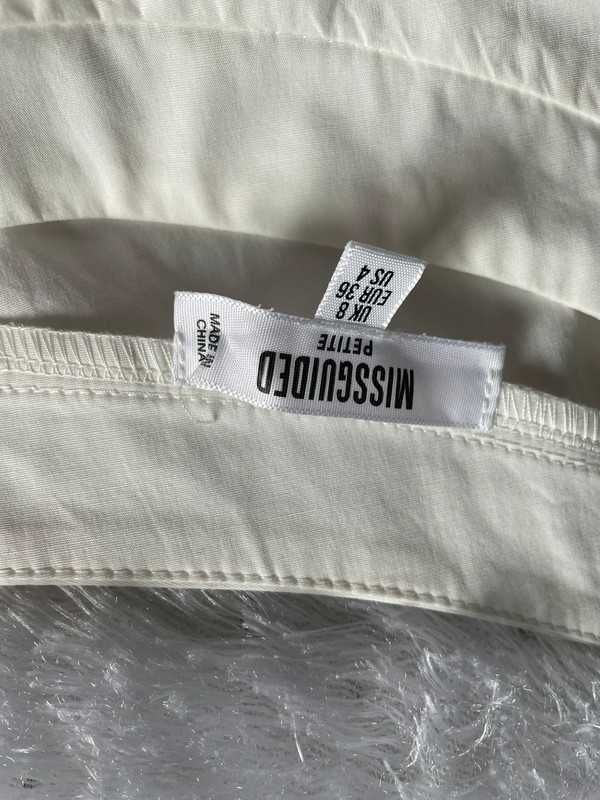 MISSGUIDED
PETITE
MADE IN
CHINA
UK 8
EUR 36
US 4